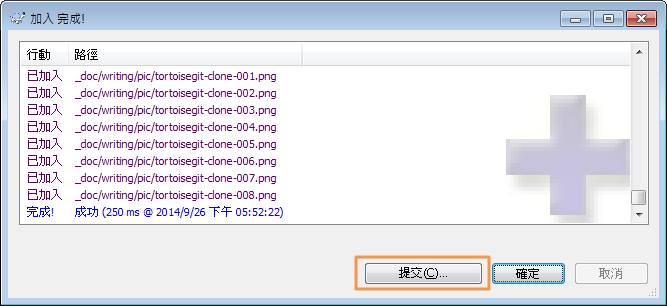 加入 完成!
行動 路徑
已加入 _doc/writing/pic/tortoisegit-clone-001.png
已加入 _doc/writing/pic/tortoisegit-clone-002.png
已加入 _doc/writing/pic/tortoisegit-clone-003.png
已加入 _doc/writing/pic/tortoisegit-clone-004.png
已加入 _doc/writing/pic/tortoisegit-clone-005.png
已加入 _doc/writing/pic/tortoisegit-clone-006.png
已加入 _doc/writing/pic/tortoisegit-clone-007.png
已加入 _doc/writing/pic/tortoisegit-clone-008.png
完成! 成功 (250 ms @ 2014/9/26 下午 05:52:22)
提交(C)... 確定 取消